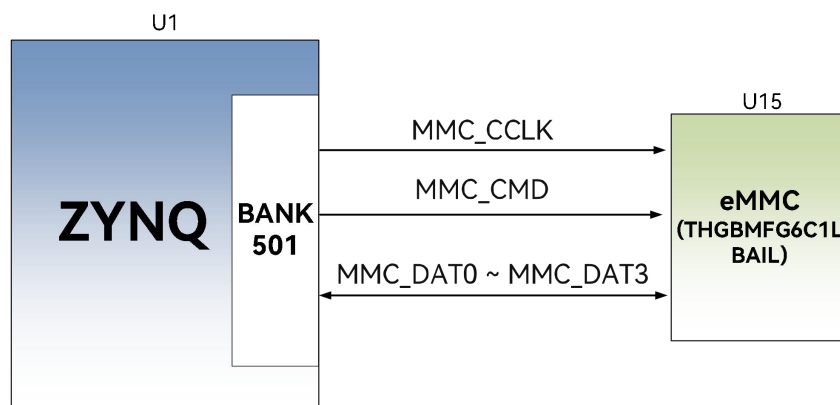 U1
U15
MMC_CCLK
MMC_CMD
MMC_DAT0 ~ MMC_DAT3
ZYNQ
BANK
501
eMMC
(THGBMFG6C1L
BAIL)